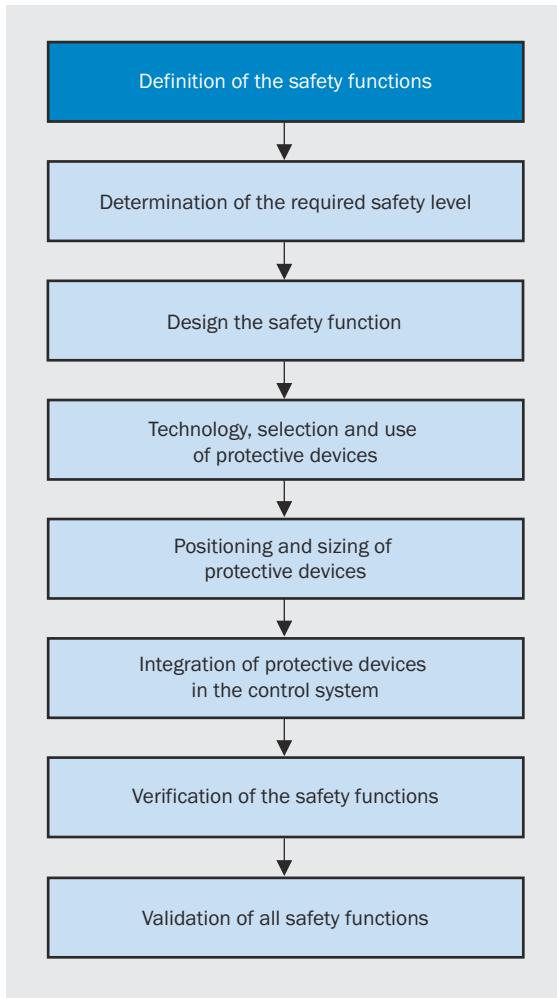 Definition of the safety functions
Determination of the required safety level
Design the safety function
Technology, selection and use
of protective devices
Positioning and sizing of
protective devices
Integration of protective devices
in the control system
Verification of the safety functions
Validation of all safety functions